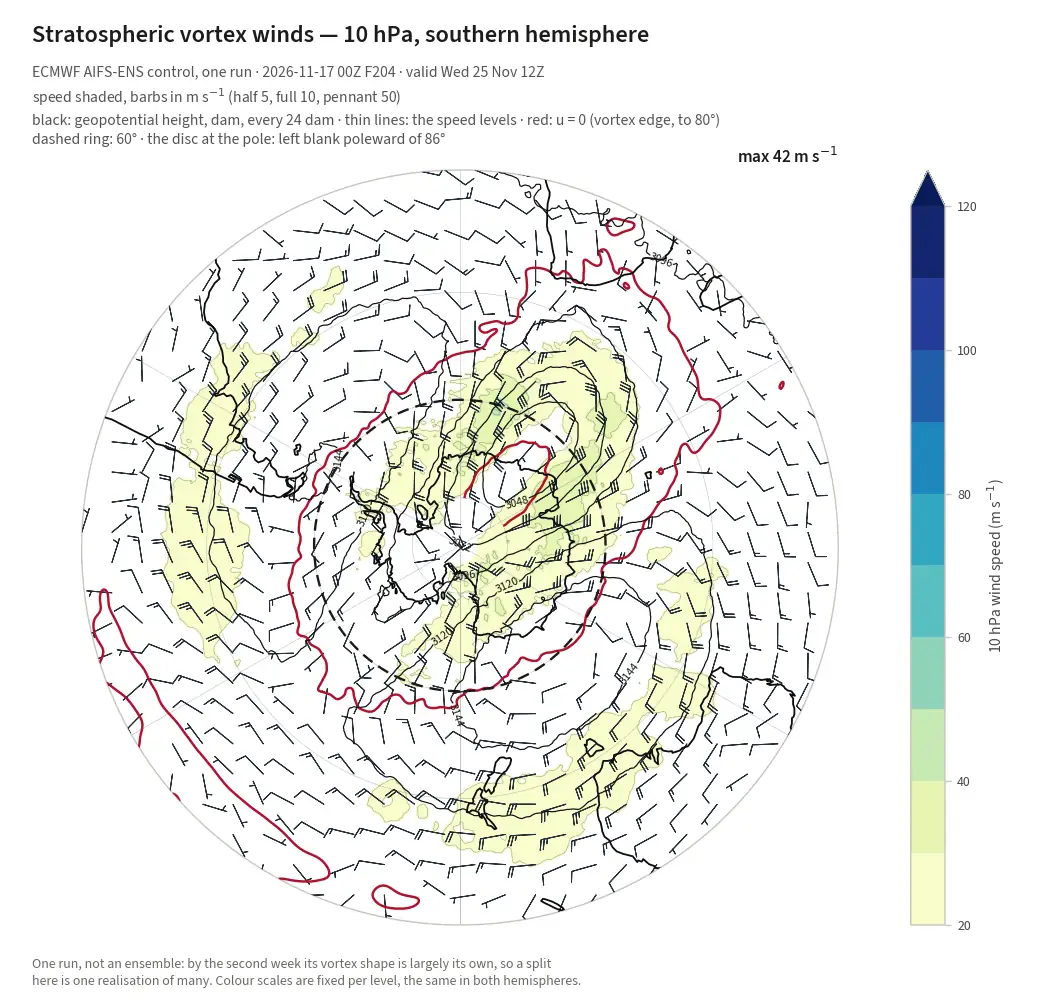 Stratospheric vortex winds — 10 hPa, southern hemisphere
ECMWF AIFS-ENS control, one run · 2026-11-17 00Z F204 · valid Wed 25 Nov 12Z
speed shaded, barbs in m s⁻¹ (half 5, full 10, pennant 50)
black: geopotential height, dam, every 24 dam · thin lines: the speed levels · red: u = 0 (vortex edge, to 80°)
dashed ring: 60° · the disc at the pole: left blank poleward of 86°
max 42 m s⁻¹
120
100
80
60
40
20
10 hPa wind speed (m s⁻¹)
3096
3144
3048
3096
3120
3120
3144
3144
One run, not an ensemble: by the second week its vortex shape is largely its own, so a split
here is one realisation of many. Colour scales are fixed per level, the same in both hemispheres.